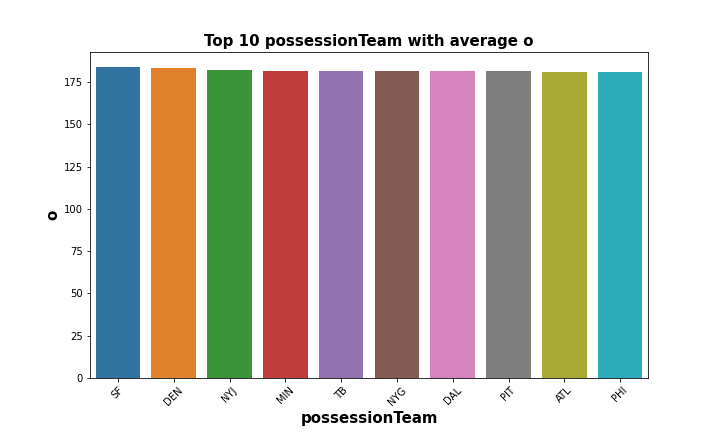 Top 10 possessionTeam with average o
o
175
150
125
100
75
50
25
0
SF
DEN
NYJ
MIN
TB
NYG
DAL
PIT
ATL
PHI
possessionTeam